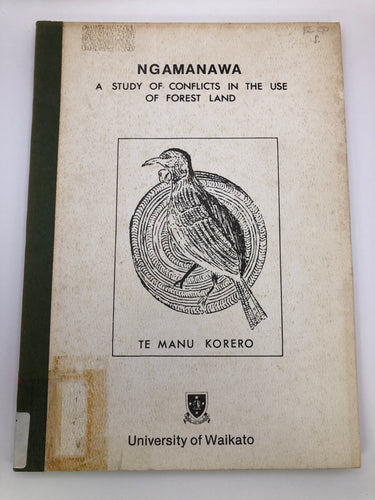 NGAMANAWA
A STUDY OF CONFLICTS IN THE USE
OF FOREST LAND
TE MANU KORERO
University of Waikato